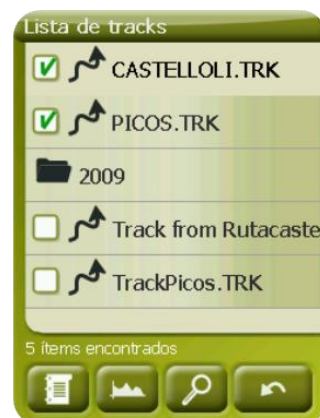 Lista de tracks
CASTELLOLI.TRK
PICOS.TRK
2009
Track from Rutacaste
TrackPicos.TRK
5 ítems encontrados